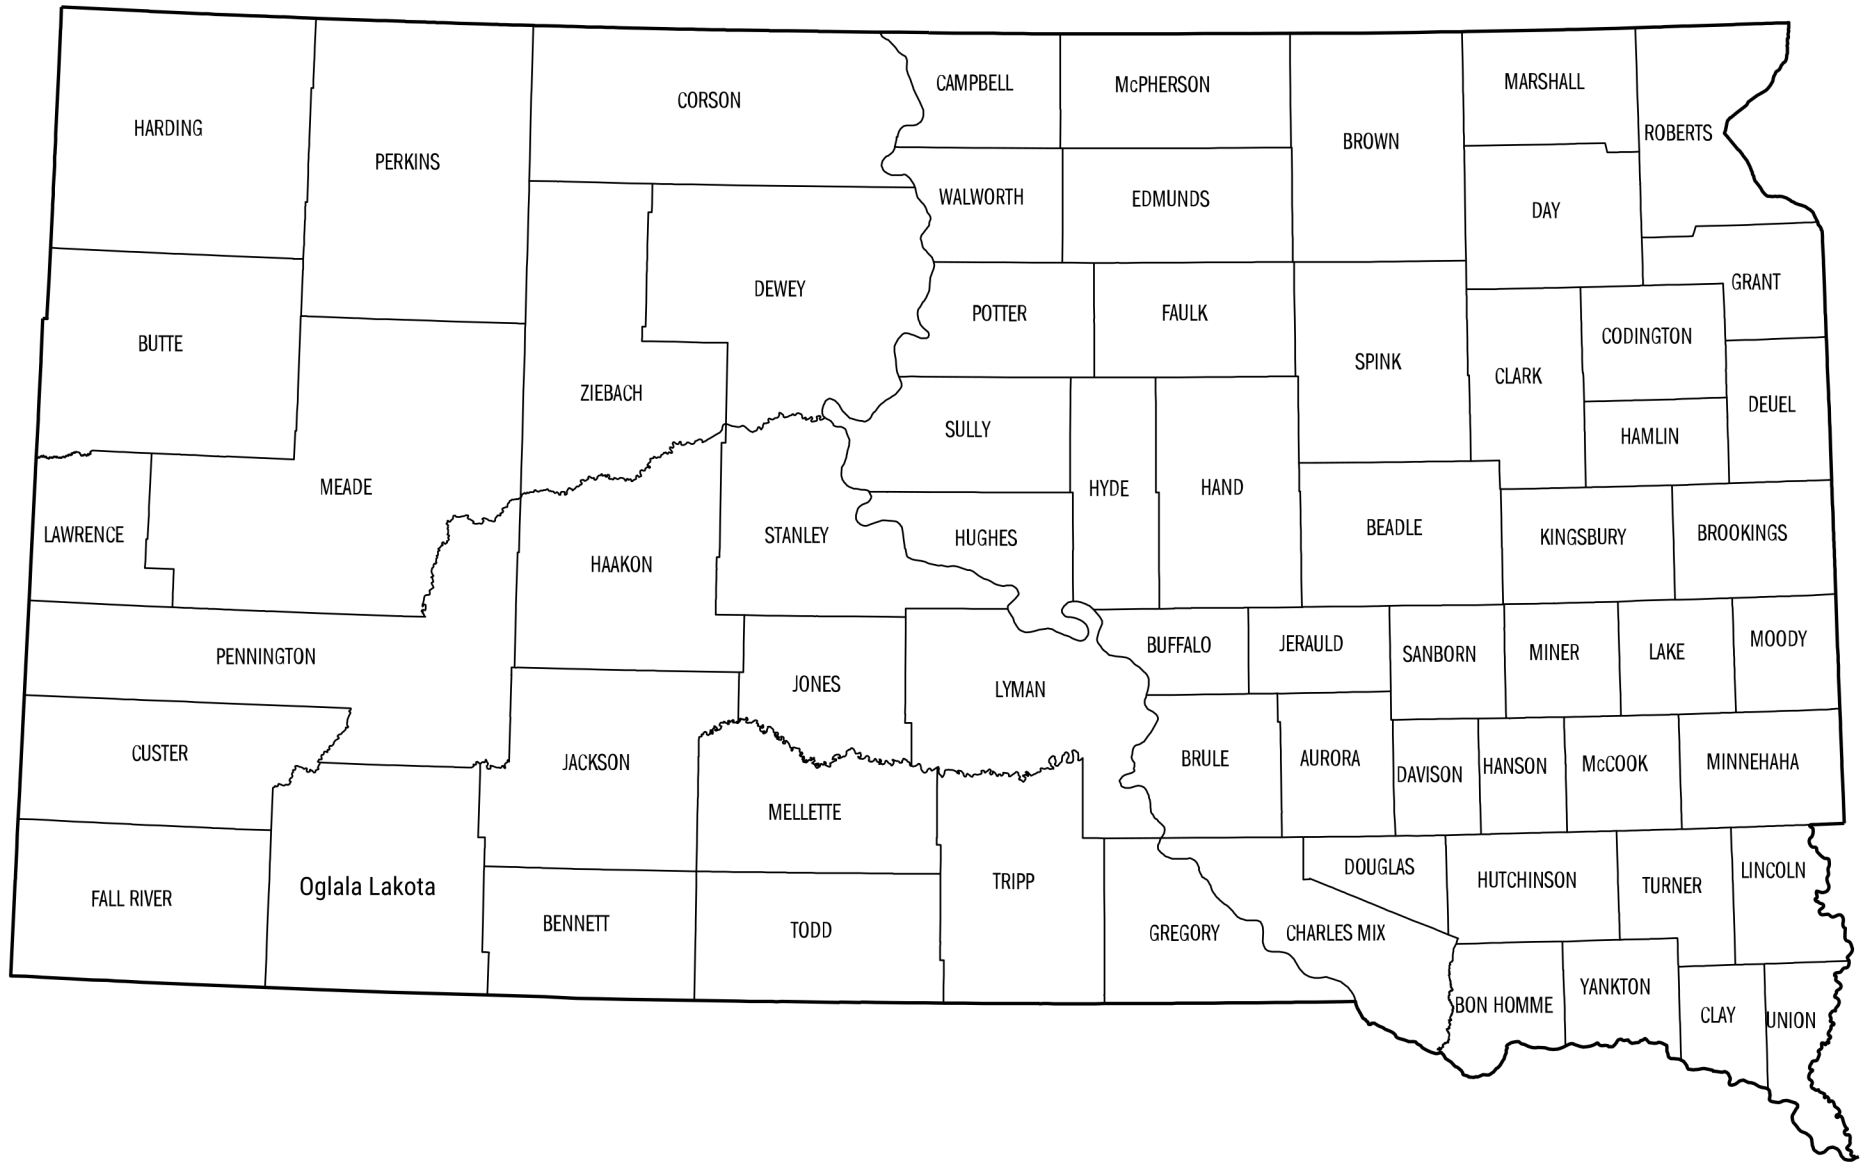 CAMPBELL
McPHERSON
MARSHALL
CORSON
HARDING
ROBERTS
BROWN
PERKINS
WALWORTH
EDMUNDS
DAY
GRANT
DEWEY
POTTER
FAULK
CODINGTON
BUTTE
SPINK
CLARK
ZIEBACH
DEUEL
SULLY
HAMLIN
MEADE
HYDE
HAND
BEADLE
LAWRENCE
STANLEY
HUGHES
KINGSBURY
BROOKINGS
HAAKON
BUFFALO
JERAULD
MOODY
SANBORN
MINER
LAKE
PENNINGTON
JONES
LYMAN
CUSTER
JACKSON
BRULE
AURORA
DAVISON
HANSON
McCOOK
MINNEHAHA
MELLETTE
DOUGLAS
LINCOLN
TRIPP
HUTCHINSON
TURNER
Oglala Lakota
FALL RIVER
BENNETT
TODD
GREGORY
CHARLES MIX
YANKTON
BON HOMME
CLAY
UNION